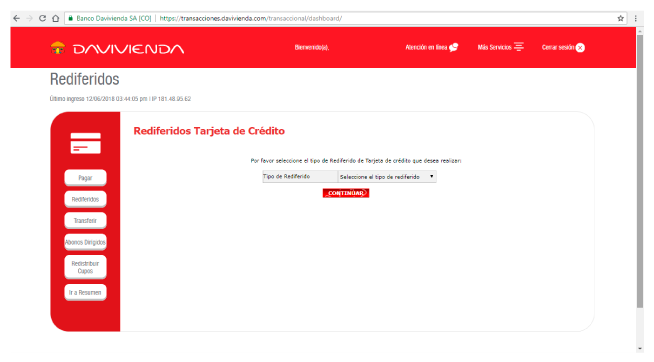 Banco Davivienda SA [CO] | https://transacciones.davivienda.com/transaccional/dashboard/
DAVIVIENDA
Bienvenido(a),
Atención en línea
Más Servicios
Cerrar sesión
Rediferidos
Último ingreso 12/06/2018 03:44:05 pm | IP 181.48.95.62
Rediferidos Tarjeta de Crédito
Por favor seleccione el tipo de Rediferido de Tarjeta de crédito que desea realizar:
Tipo de Rediferido
Seleccione el tipo de rediferido
CONTINUAR
Pagar
Rediferidos
Transferir
Abonos Dirigidos
Redistribuir
Cupos
Ir a Resumen